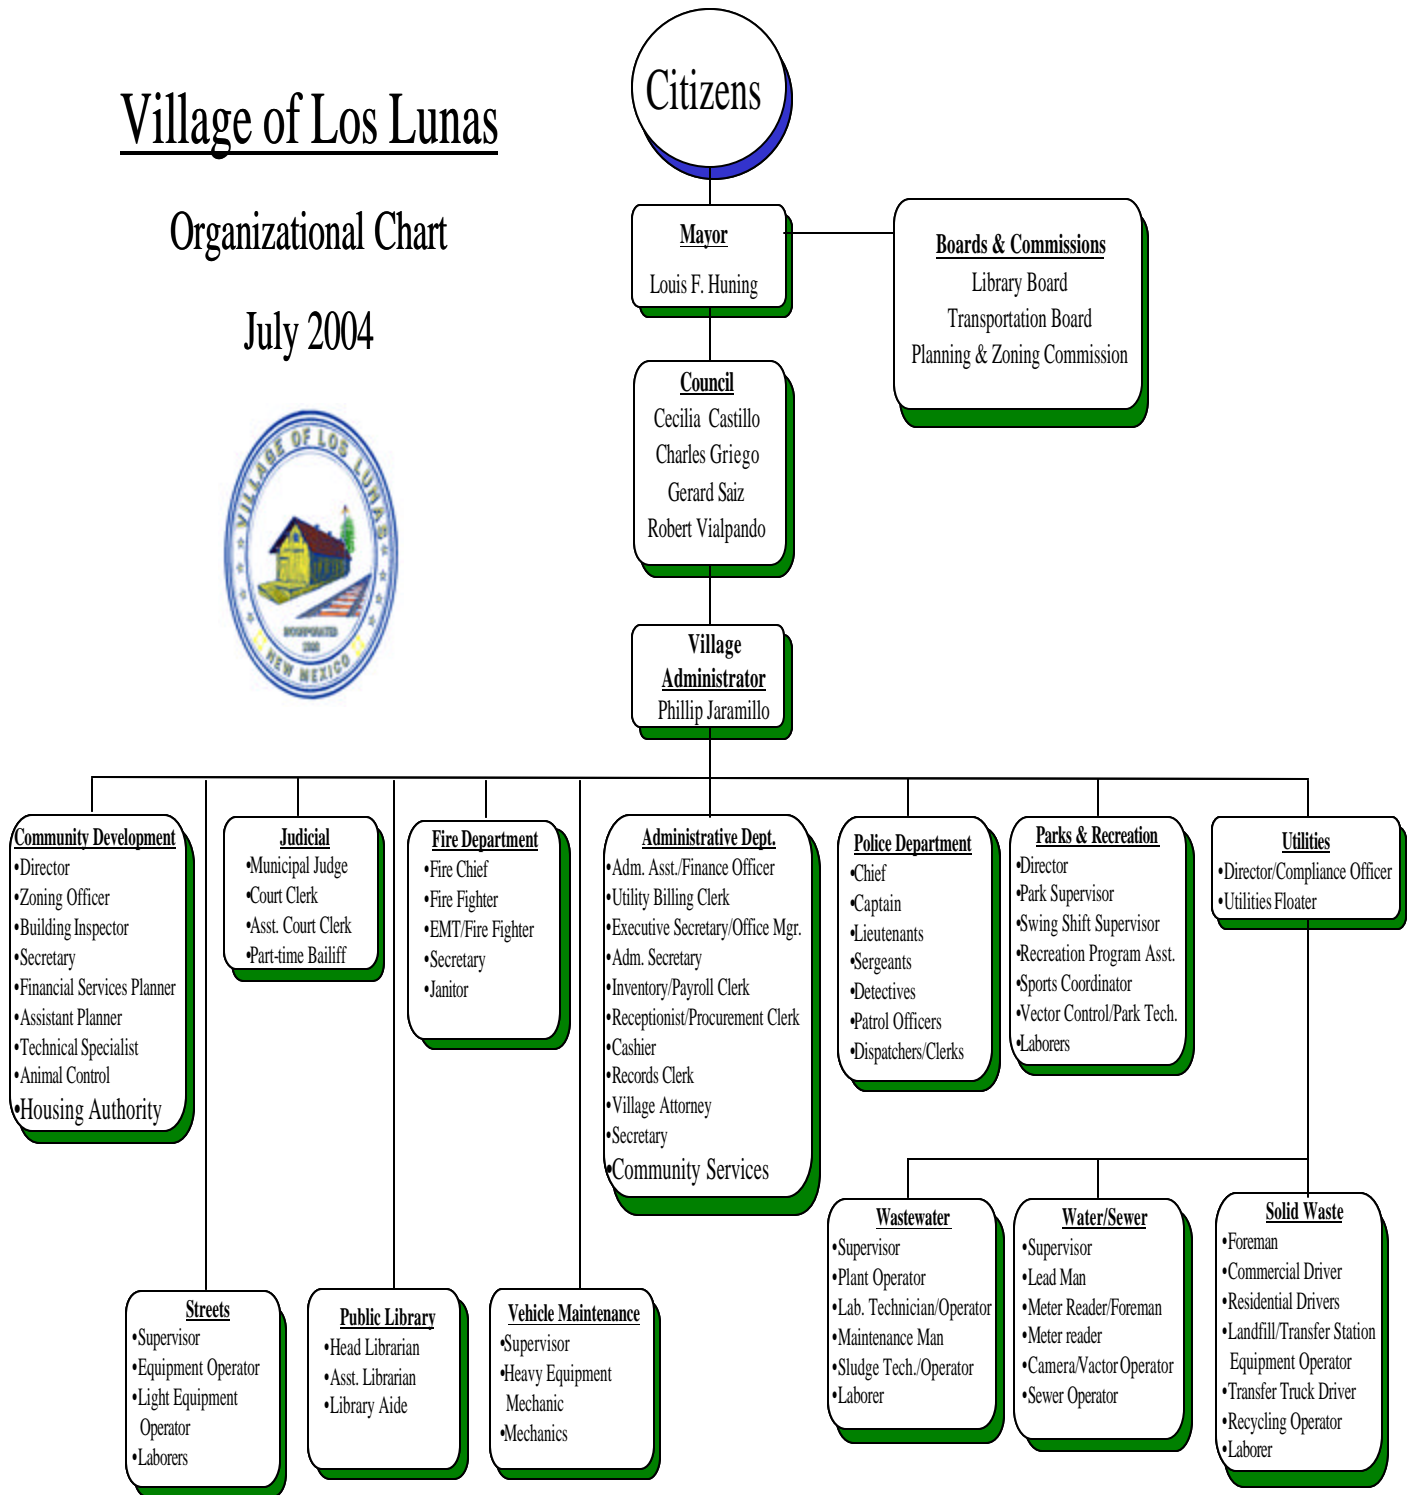 Village of Los Lunas
Organizational Chart
July 2004
VILLAGE OF LOS LUNAS
INCORPORATED
NEW MEXICO
Citizens
Mayor
Louis F. Huning
Boards & Commissions
Library Board
Transportation Board
Planning & Zoning Commission
Council
Cecilia Castillo
Charles Griego
Gerard Saiz
Robert Vialpando
Village
Administrator
Phillip Jaramillo
Community Development
•Director
•Zoning Officer
•Building Inspector
•Secretary
•Financial Services Planner
•Assistant Planner
•Technical Specialist
•Animal Control
•Housing Authority
Judicial
•Municipal Judge
•Court Clerk
•Asst. Court Clerk
•Part-time Bailiff
Fire Department
•Fire Chief
•Fire Fighter
•EMT/Fire Fighter
•Secretary
•Janitor
Administrative Dept.
•Adm. Asst./Finance Officer
•Utility Billing Clerk
•Executive Secretary/Office Mgr.
•Adm. Secretary
•Inventory/Payroll Clerk
•Receptionist/Procurement Clerk
•Cashier
•Records Clerk
•Village Attorney
•Secretary
•Community Services
Police Department
•Chief
•Captain
•Lieutenants
•Sergeants
•Detectives
•Patrol Officers
•Dispatchers/Clerks
Parks & Recreation
•Director
•Park Supervisor
•Swing Shift Supervisor
•Recreation Program Asst.
•Sports Coordinator
•Vector Control/Park Tech.
•Laborers
Utilities
•Director/Compliance Officer
•Utilities Floater
Streets
•Supervisor
•Equipment Operator
•Light Equipment
Operator
•Laborers
Public Library
•Head Librarian
•Asst. Librarian
•Library Aide
Vehicle Maintenance
•Supervisor
•Heavy Equipment
Mechanic
•Mechanics
Wastewater
•Supervisor
•Plant Operator
•Lab. Technician/Operator
•Maintenance Man
•Sludge Tech./Operator
•Laborer
Water/Sewer
•Supervisor
•Lead Man
•Meter Reader/Foreman
•Meter reader
•Camera/Vactor Operator
•Sewer Operator
Solid Waste
•Foreman
•Commercial Driver
•Residential Drivers
•Landfill/Transfer Station
Equipment Operator
•Transfer Truck Driver
•Recycling Operator
•Laborer